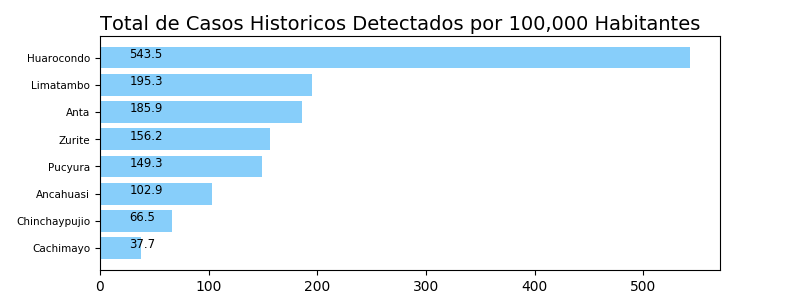 Total de Casos Historicos Detectados por 100,000 Habitantes
Huarocondo 543.5
Limatambo 195.3
Anta 185.9
Zurite 156.2
Pucyura 149.3
Ancahuasi 102.9
Chinchaypujio 66.5
Cachimayo 37.7
0 100 200 300 400 500